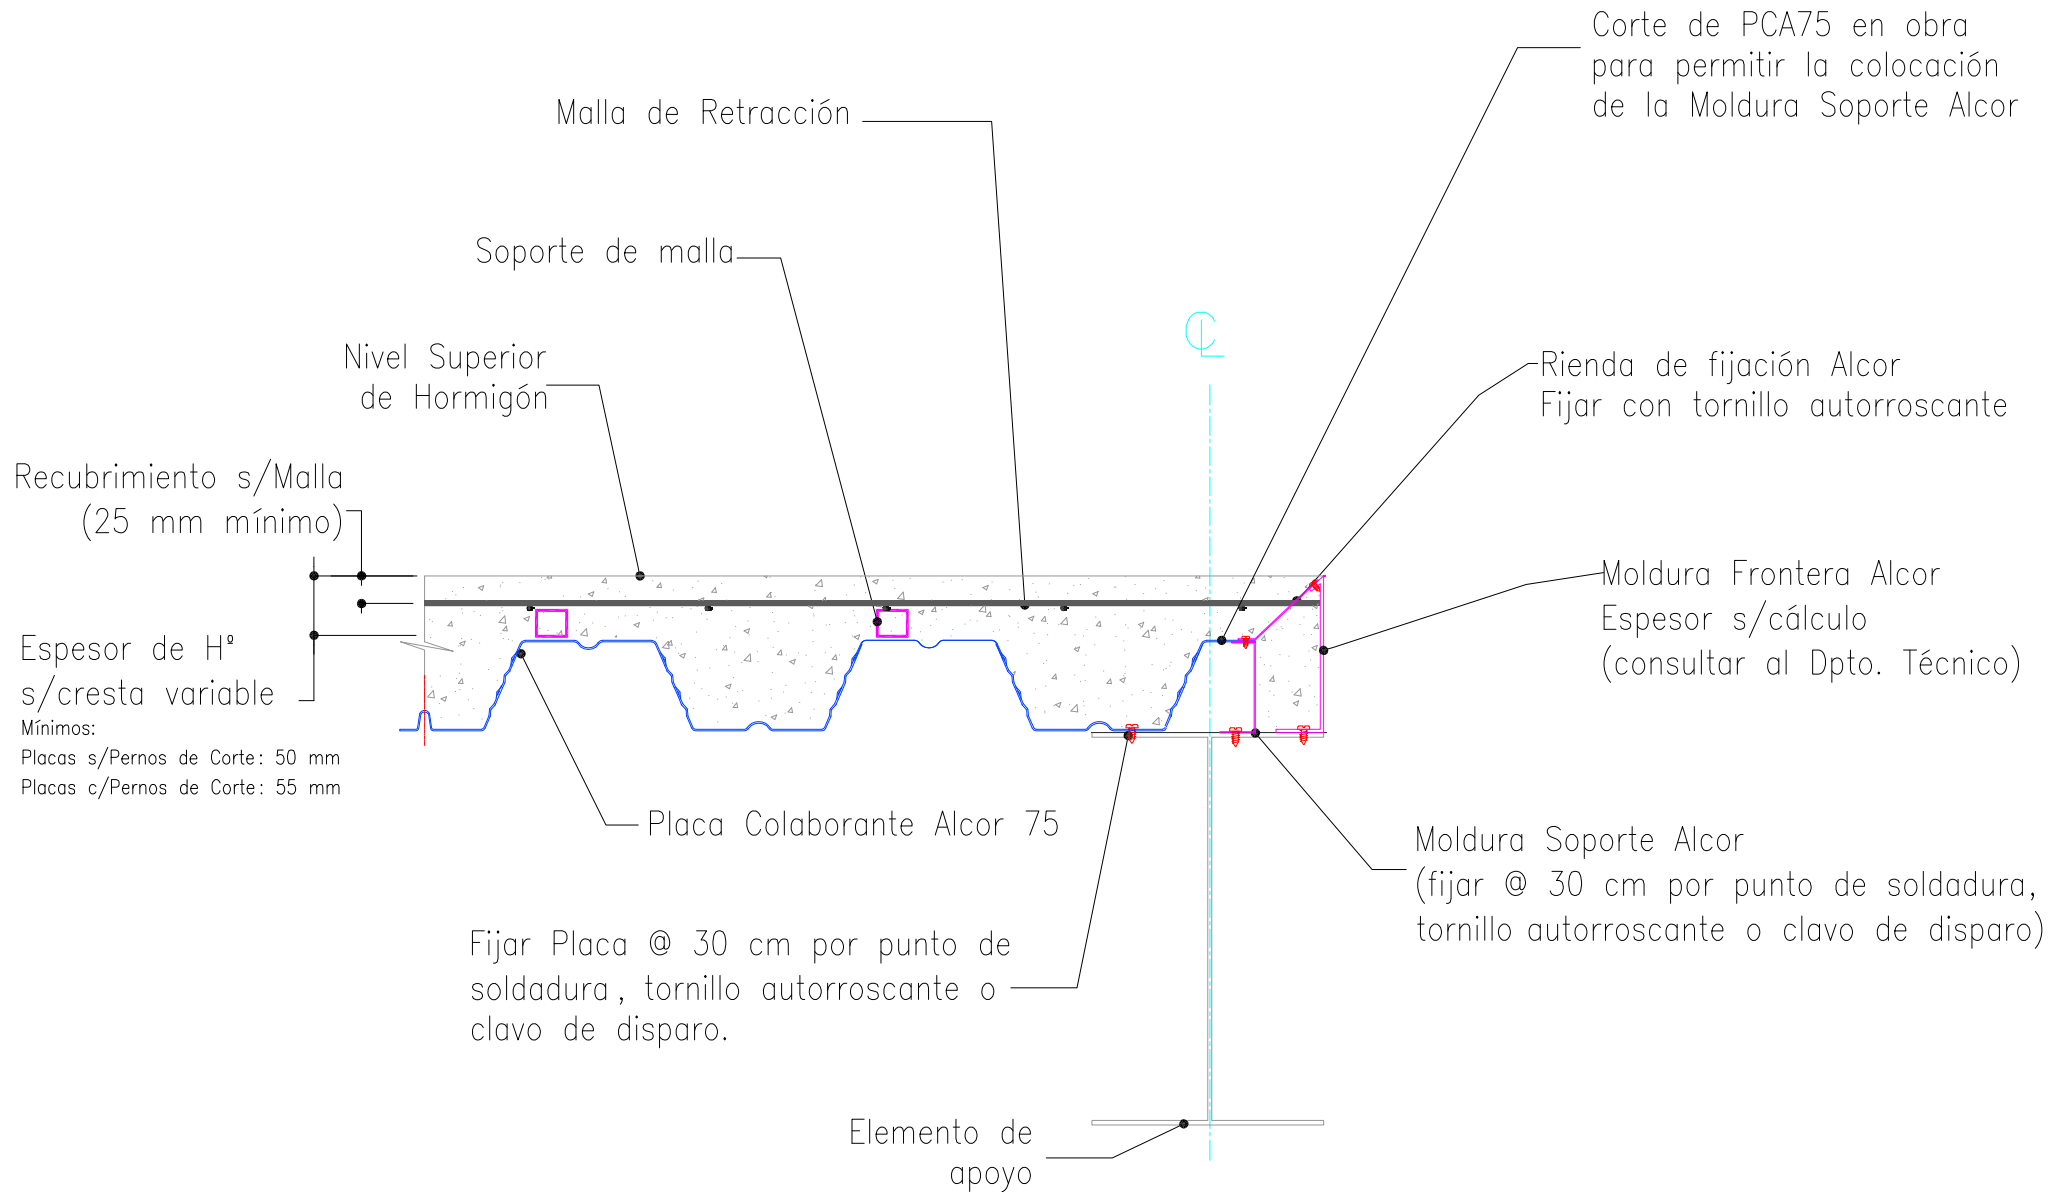 Corte de PCA75 en obra
para permitir la colocación
de la Moldura Soporte Alcor
Malla de Retracción
Soporte de malla
℄
Nivel Superior
de Hormigón
Rienda de fijación Alcor
Fijar con tornillo autorroscante
Recubrimiento s/Malla
(25 mm mínimo)
Moldura Frontera Alcor
Espesor s/cálculo
(consultar al Dpto. Técnico)
Espesor de Hº
s/cresta variable
Mínimos:
Placas s/Pernos de Corte: 50 mm
Placas c/Pernos de Corte: 55 mm
Placa Colaborante Alcor 75
Moldura Soporte Alcor
(fijar @ 30 cm por punto de soldadura,
tornillo autorroscante o clavo de disparo)
Fijar Placa @ 30 cm por punto de
soldadura, tornillo autorroscante o
clavo de disparo.
Elemento de
apoyo